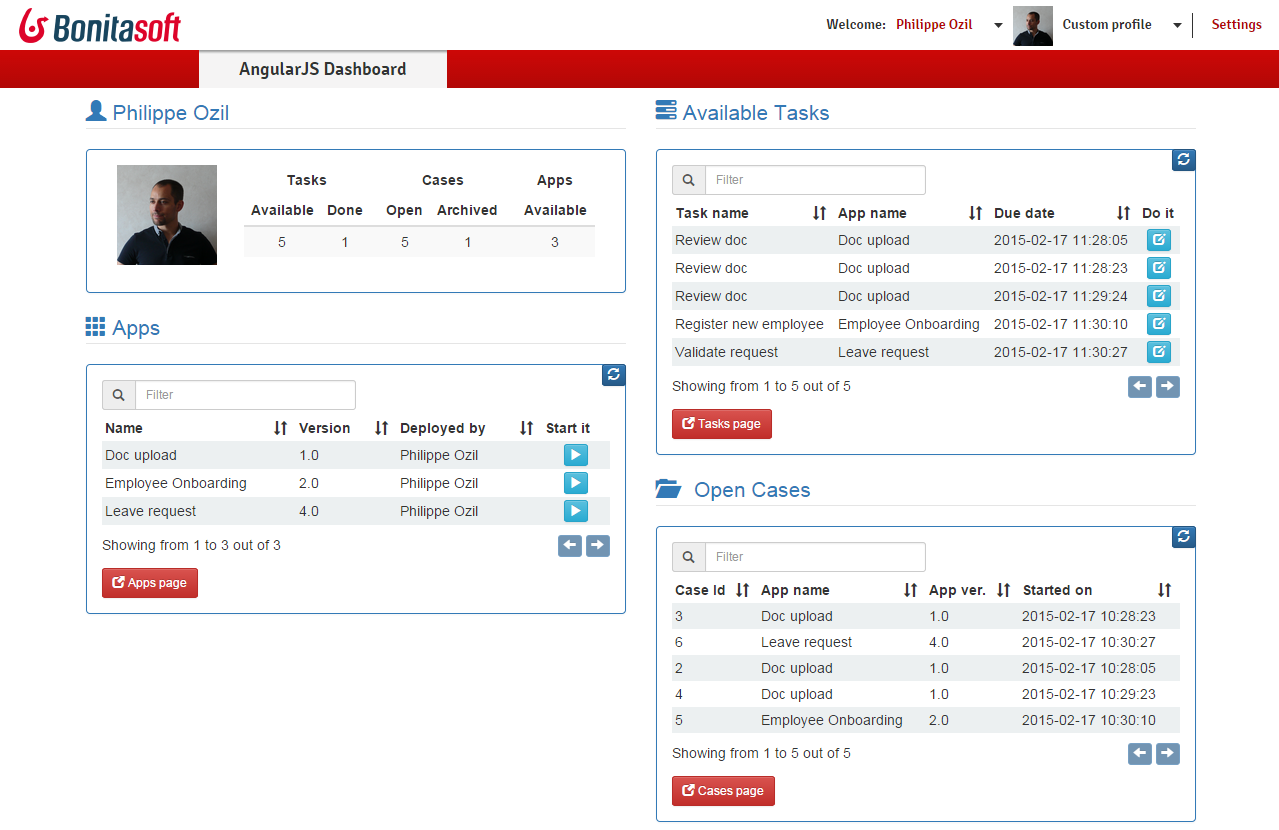 Bonitasoft
Welcome: Philippe Ozil Custom profile Settings
AngularJS Dashboard
Philippe Ozil
Tasks Cases Apps
Available Done Open Archived Available
5 1 5 1 3
Apps
Filter
Name Version Deployed by Start it
Doc upload 1.0 Philippe Ozil
Employee Onboarding 2.0 Philippe Ozil
Leave request 4.0 Philippe Ozil
Showing from 1 to 3 out of 3
Apps page
Available Tasks
Filter
Task name App name Due date Do it
Review doc Doc upload 2015-02-17 11:28:05
Review doc Doc upload 2015-02-17 11:28:23
Review doc Doc upload 2015-02-17 11:29:24
Register new employee Employee Onboarding 2015-02-17 11:30:10
Validate request Leave request 2015-02-17 11:30:27
Showing from 1 to 5 out of 5
Tasks page
Open Cases
Filter
Case Id App name App ver. Started on
3 Doc upload 1.0 2015-02-17 10:28:23
6 Leave request 4.0 2015-02-17 10:30:27
2 Doc upload 1.0 2015-02-17 10:28:05
4 Doc upload 1.0 2015-02-17 10:29:23
5 Employee Onboarding 2.0 2015-02-17 10:30:10
Showing from 1 to 5 out of 5
Cases page